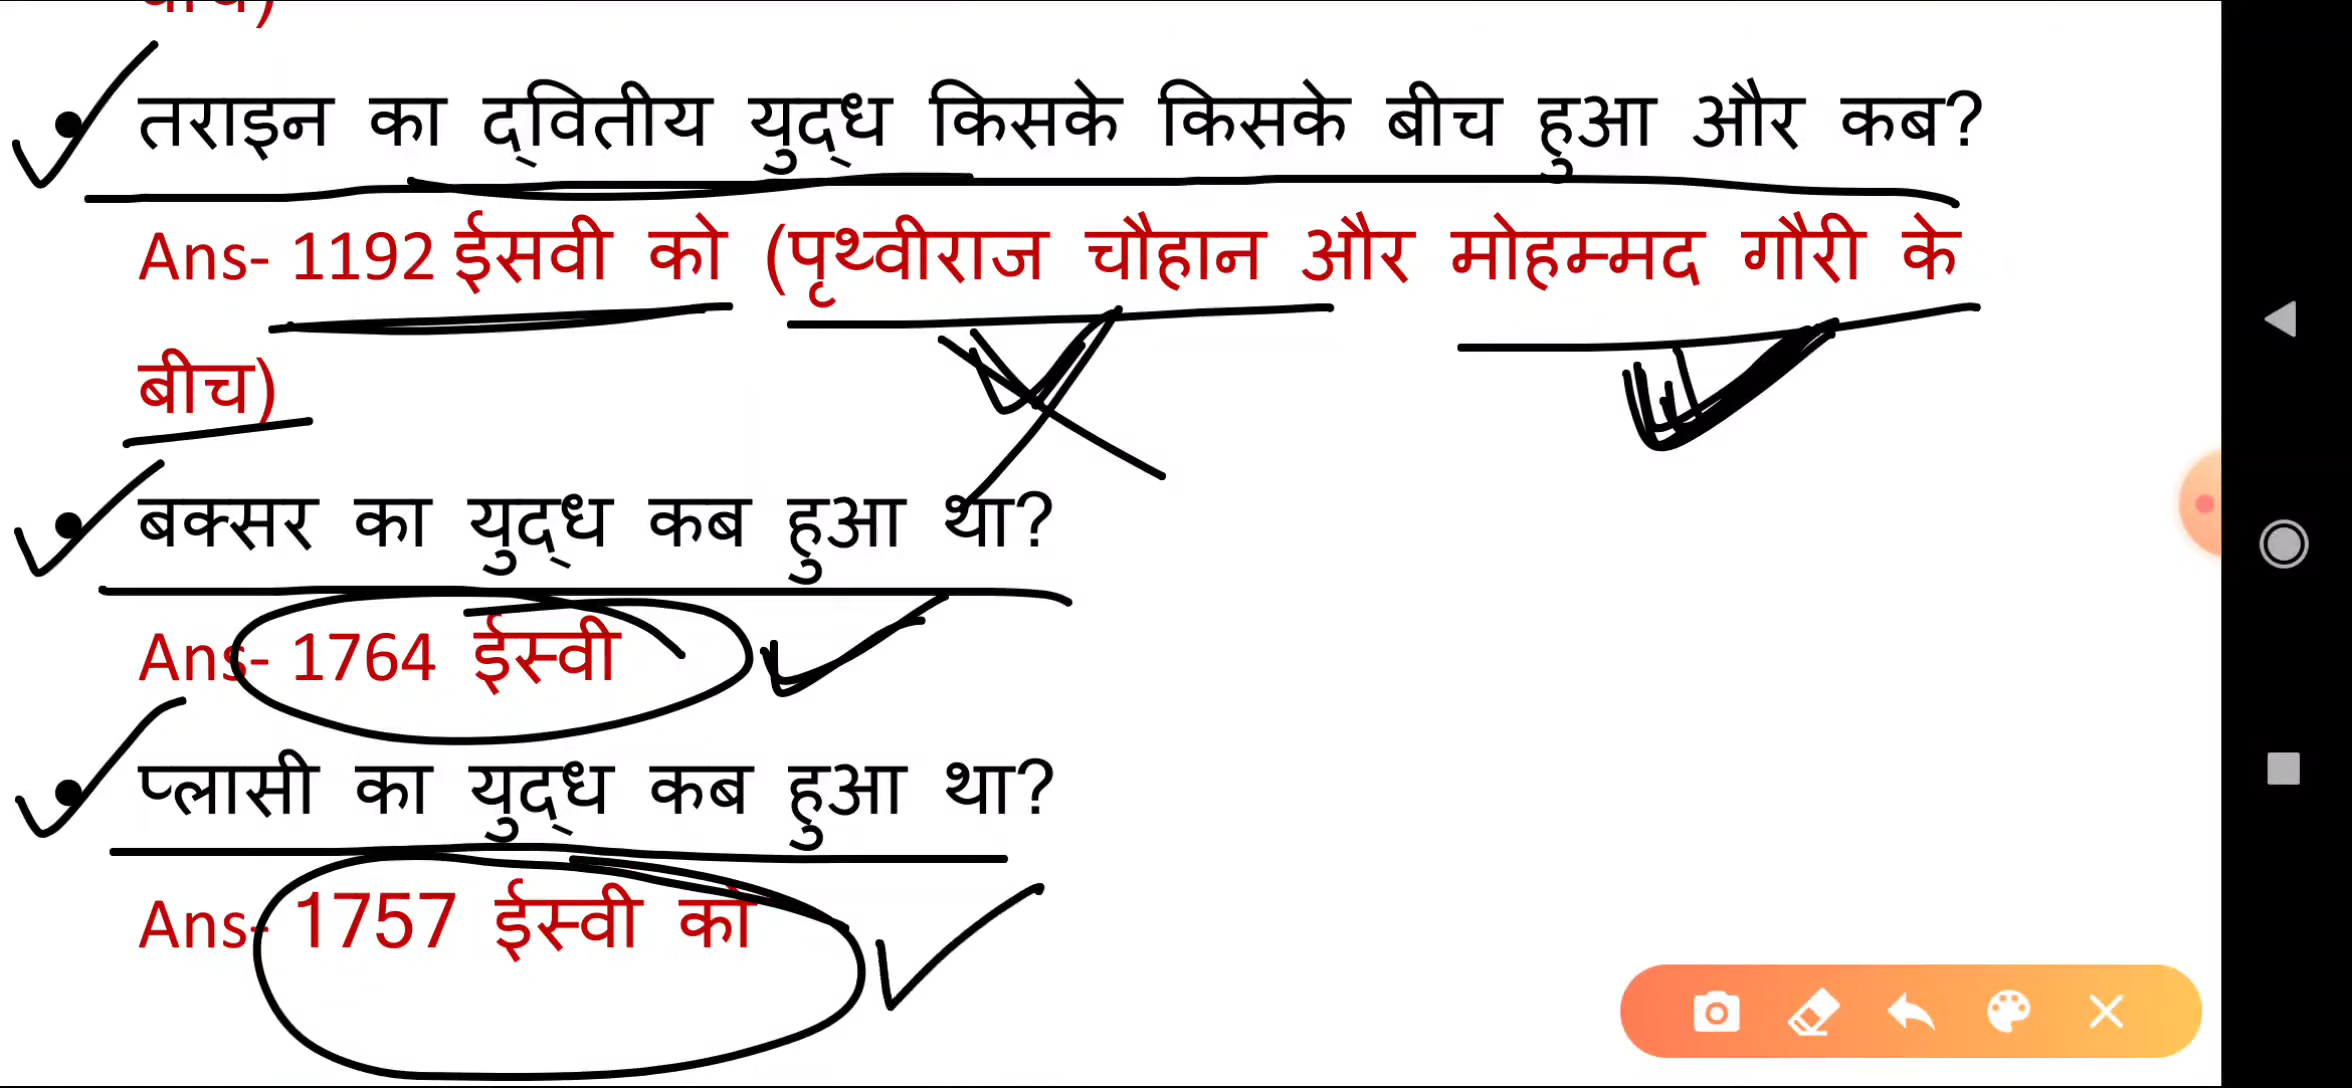 तराइन का द्वितीय युद्ध किसके किसके बीच हुआ और कब?
Ans- 1192 ईसवी को (पृथ्वीराज चौहान और मोहम्मद गौरी के
बीच)
बक्सर का युद्ध कब हुआ था?
Ans- 1764 ईस्वी
प्लासी का युद्ध कब हुआ था?
Ans- 1757 ईस्वी को